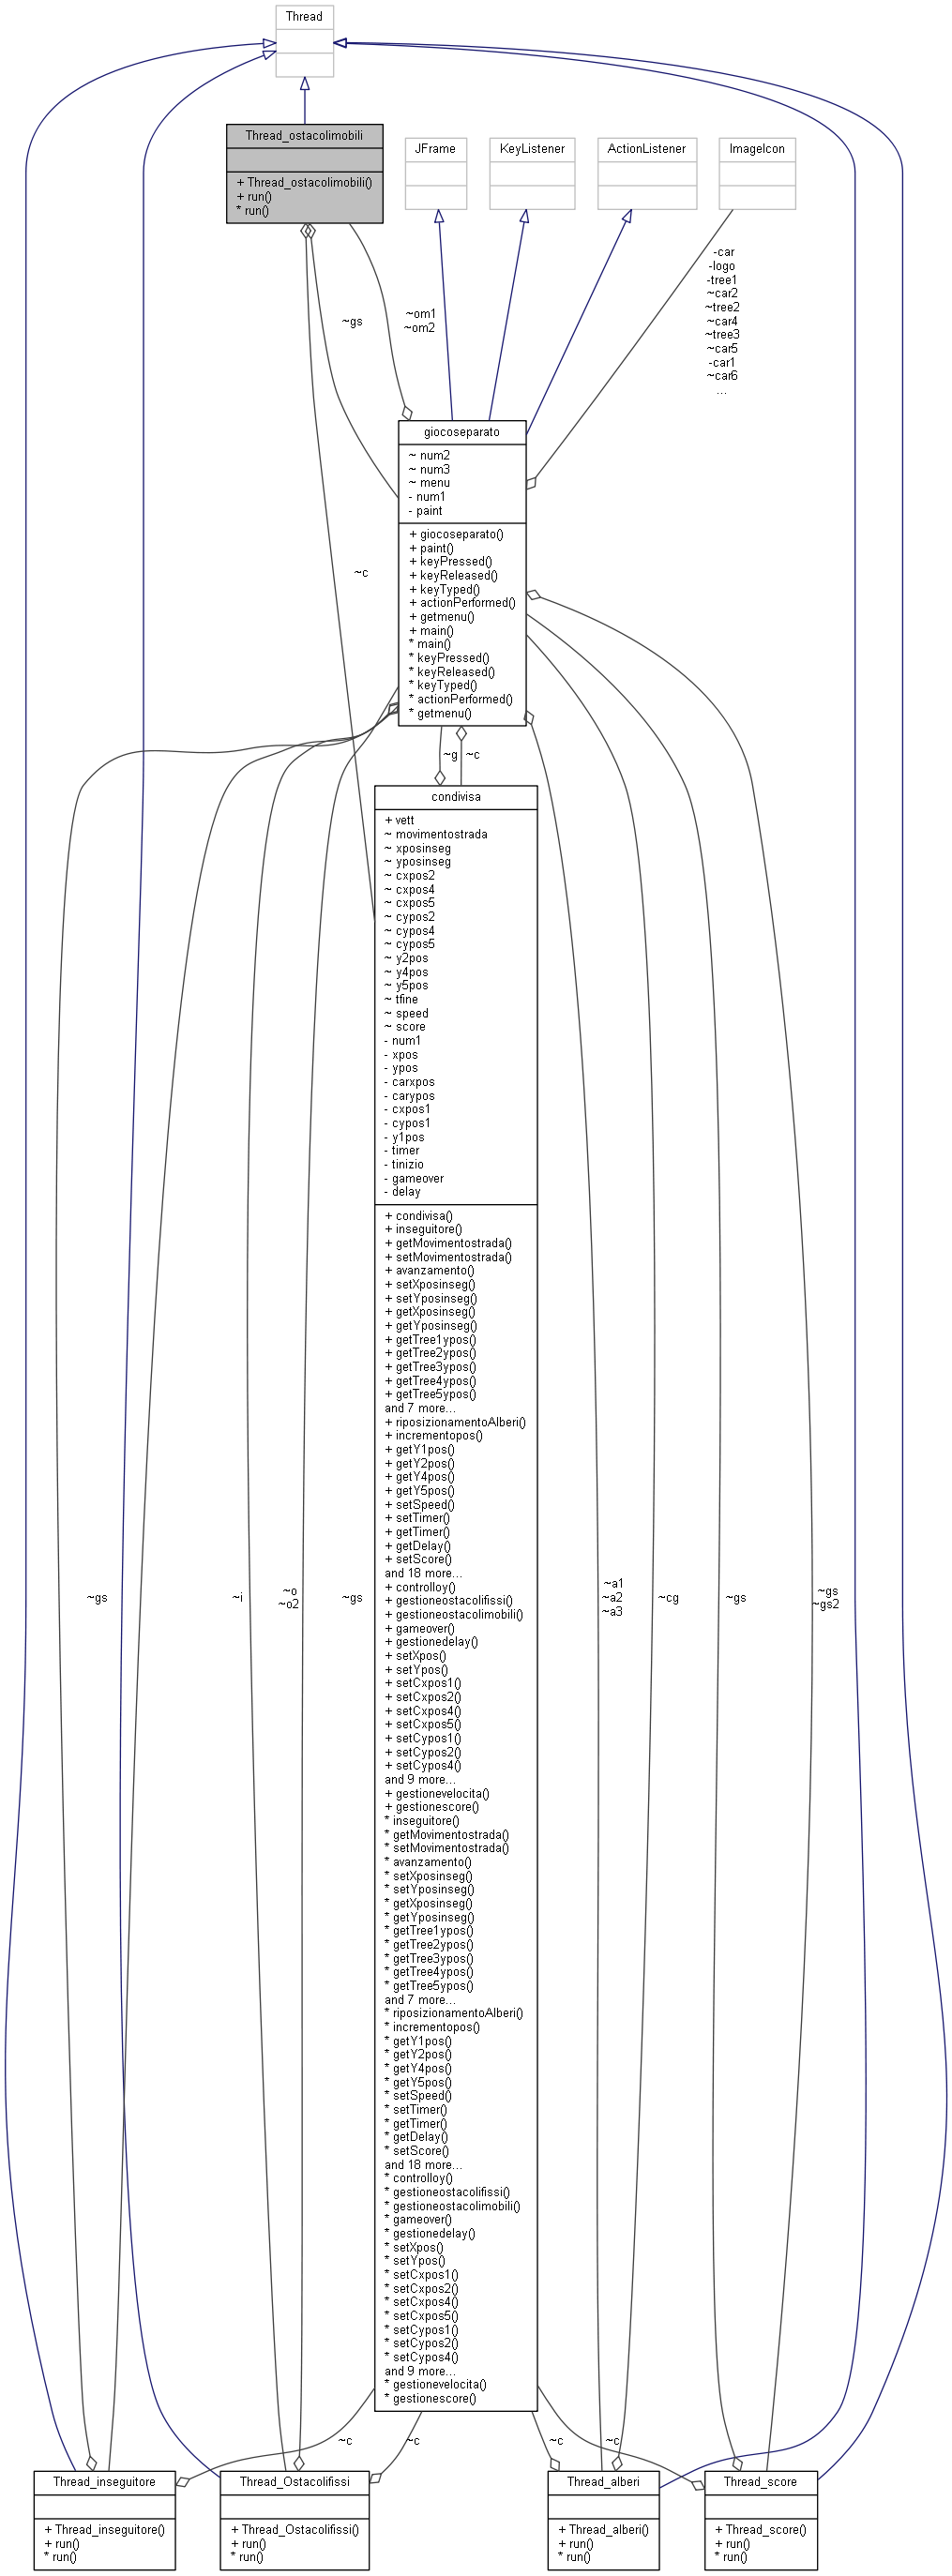 Thread
Thread_ostacolimobili
+ Thread_ostacolimobili()
+ run()
* run()
JFrame
KeyListener
ActionListener
ImageIcon
-car
-logo
-tree1
~car2
~tree2
~car4
~tree3
~car5
-car1
~car6
...
~gs
~om1
~om2
~c
giocoseparato
~ num2
~ num3
~ menu
- num1
- paint
+ giocoseparato()
+ paint()
+ keyPressed()
+ keyReleased()
+ keyTyped()
+ actionPerformed()
+ getmenu()
+ main()
* main()
* keyPressed()
* keyReleased()
* keyTyped()
* actionPerformed()
* getmenu()
~g
~c
condivisa
+ vett
~ movimentostrada
~ xposinseg
~ yposinseg
~ cxpos2
~ cxpos4
~ cxpos5
~ cypos2
~ cypos4
~ cypos5
~ y2pos
~ y4pos
~ y5pos
~ tfine
~ speed
~ score
- num1
- xpos
- ypos
- carxpos
- carypos
- cxpos1
- cypos1
- y1pos
- timer
- tinizio
- gameover
- delay
+ condivisa()
+ inseguitore()
+ getMovimentostrada()
+ setMovimentostrada()
+ avanzamento()
+ setXposinseg()
+ setYposinseg()
+ getXposinseg()
+ getYposinseg()
+ getTree1ypos()
+ getTree2ypos()
+ getTree3ypos()
+ getTree4ypos()
+ getTree5ypos()
and 7 more...
+ riposizionamentoAlberi()
+ incrementopos()
+ getY1pos()
+ getY2pos()
+ getY4pos()
+ getY5pos()
+ setSpeed()
+ setTimer()
+ getTimer()
+ getDelay()
+ setScore()
and 18 more...
+ controlloy()
+ gestioneostacolifissi()
+ gestioneostacolimobili()
+ gameover()
+ gestionedelay()
+ setXpos()
+ setYpos()
+ setCxpos1()
+ setCxpos2()
+ setCxpos4()
+ setCxpos5()
+ setCypos1()
+ setCypos2()
+ setCypos4()
and 9 more...
+ gestionevelocita()
+ gestionescore()
* inseguitore()
* getMovimentostrada()
* setMovimentostrada()
* avanzamento()
* setXposinseg()
* setYposinseg()
* getXposinseg()
* getYposinseg()
* getTree1ypos()
* getTree2ypos()
* getTree3ypos()
* getTree4ypos()
* getTree5ypos()
and 7 more...
* riposizionamentoAlberi()
* incrementopos()
* getY1pos()
* getY2pos()
* getY4pos()
* getY5pos()
* setSpeed()
* setTimer()
* getTimer()
* getDelay()
* setScore()
and 18 more...
* controlloy()
* gestioneostacolifissi()
* gestioneostacolimobili()
* gameover()
* gestionedelay()
* setXpos()
* setYpos()
* setCxpos1()
* setCxpos2()
* setCxpos4()
* setCxpos5()
* setCypos1()
* setCypos2()
* setCypos4()
and 9 more...
* gestionevelocita()
* gestionescore()
~gs
~i
~o
~o2
~gs
~a1
~a2
~a3
~cg
~gs
~gs
~gs2
~c
~c
~c
~c
Thread_inseguitore
+ Thread_inseguitore()
+ run()
* run()
Thread_Ostacolifissi
+ Thread_Ostacolifissi()
+ run()
* run()
Thread_alberi
+ Thread_alberi()
+ run()
* run()
Thread_score
+ Thread_score()
+ run()
* run()